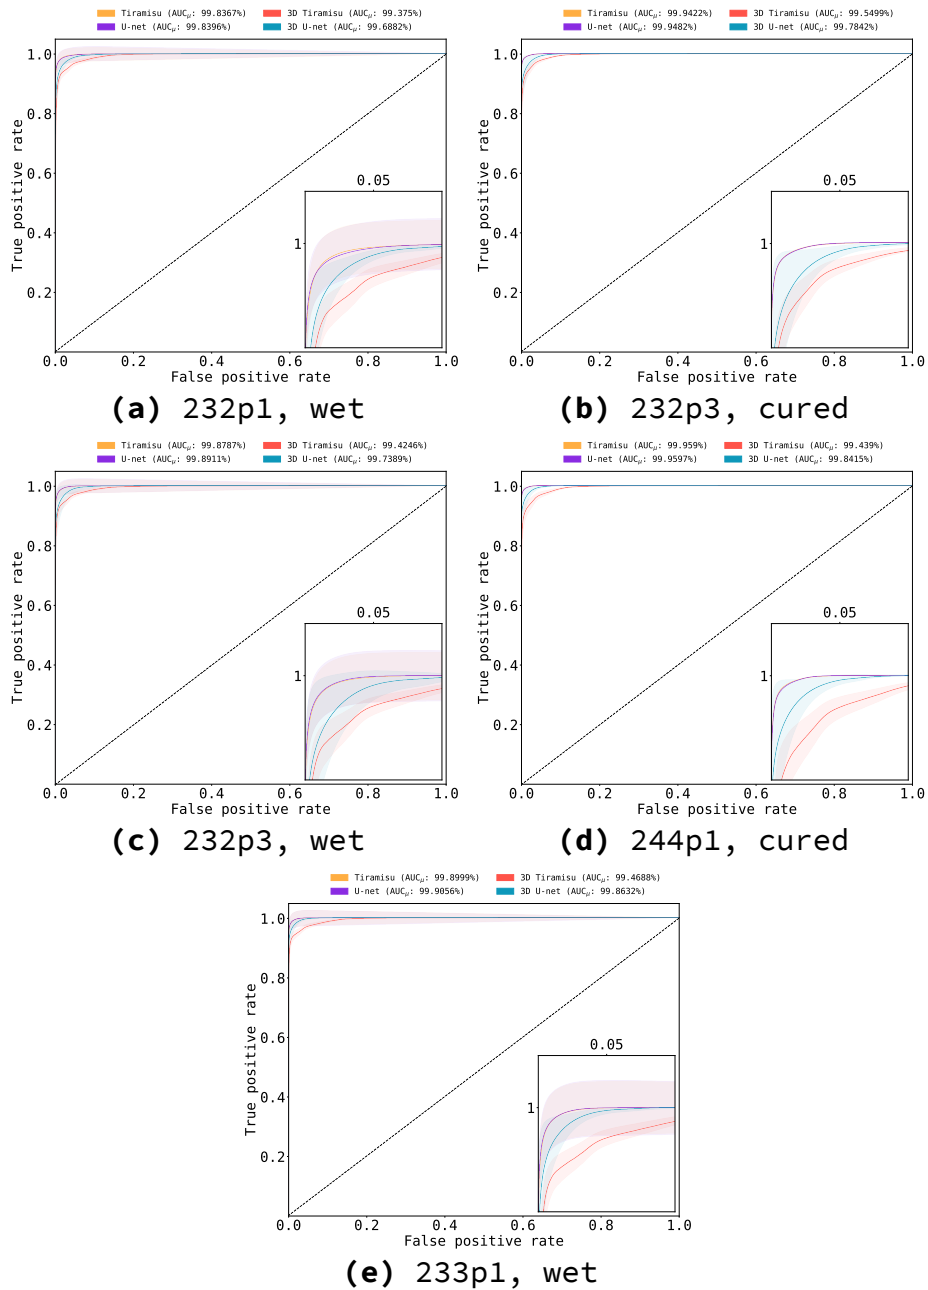 Tiramisu (AUCμ: 99.8367%) 3D Tiramisu (AUCμ: 99.375%)
U-net (AUCμ: 99.8396%) 3D U-net (AUCμ: 99.6882%)
1.0
0.8
0.6
0.4
0.2
True positive rate
0.05
1
0.0 0.2 0.4 0.6 0.8 1.0
False positive rate
(a) 232p1, wet
Tiramisu (AUCμ: 99.9422%) 3D Tiramisu (AUCμ: 99.5499%)
U-net (AUCμ: 99.9482%) 3D U-net (AUCμ: 99.7842%)
1.0
0.8
0.6
0.4
0.2
True positive rate
0.05
1
0.0 0.2 0.4 0.6 0.8 1.0
False positive rate
(b) 232p3, cured
Tiramisu (AUCμ: 99.8787%) 3D Tiramisu (AUCμ: 99.4246%)
U-net (AUCμ: 99.8911%) 3D U-net (AUCμ: 99.7389%)
1.0
0.8
0.6
0.4
0.2
True positive rate
0.05
1
0.0 0.2 0.4 0.6 0.8 1.0
False positive rate
(c) 232p3, wet
Tiramisu (AUCμ: 99.959%) 3D Tiramisu (AUCμ: 99.439%)
U-net (AUCμ: 99.9597%) 3D U-net (AUCμ: 99.8415%)
1.0
0.8
0.6
0.4
0.2
True positive rate
0.05
1
0.0 0.2 0.4 0.6 0.8 1.0
False positive rate
(d) 244p1, cured
Tiramisu (AUCμ: 99.8999%) 3D Tiramisu (AUCμ: 99.4688%)
U-net (AUCμ: 99.9056%) 3D U-net (AUCμ: 99.8632%)
1.0
0.8
0.6
0.4
0.2
True positive rate
0.05
1
0.0 0.2 0.4 0.6 0.8 1.0
False positive rate
(e) 233p1, wet